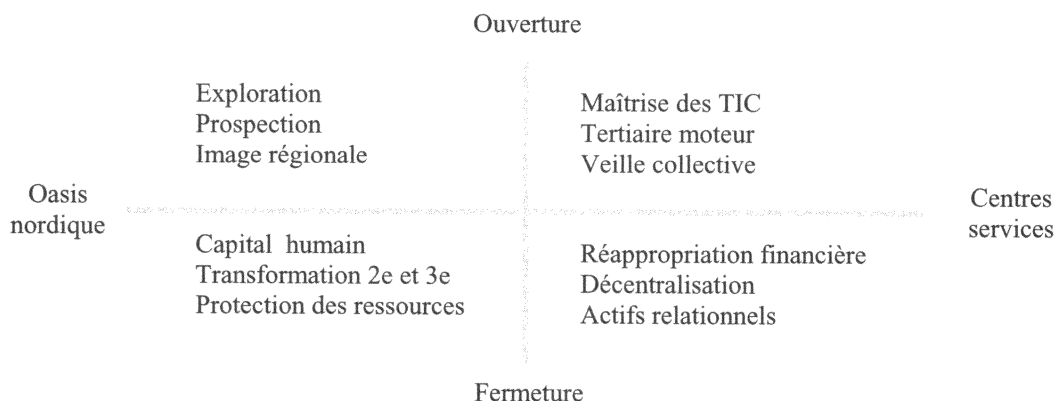 Ouverture
Exploration
Prospection
Image régionale
Maîtrise des TIC
Tertiaire moteur
Veille collective
Oasis
nordique
Centres
services
Capital humain
Transformation 2e et 3e
Protection des ressources
Réappropriation financière
Décentralisation
Actifs relationnels
Fermeture